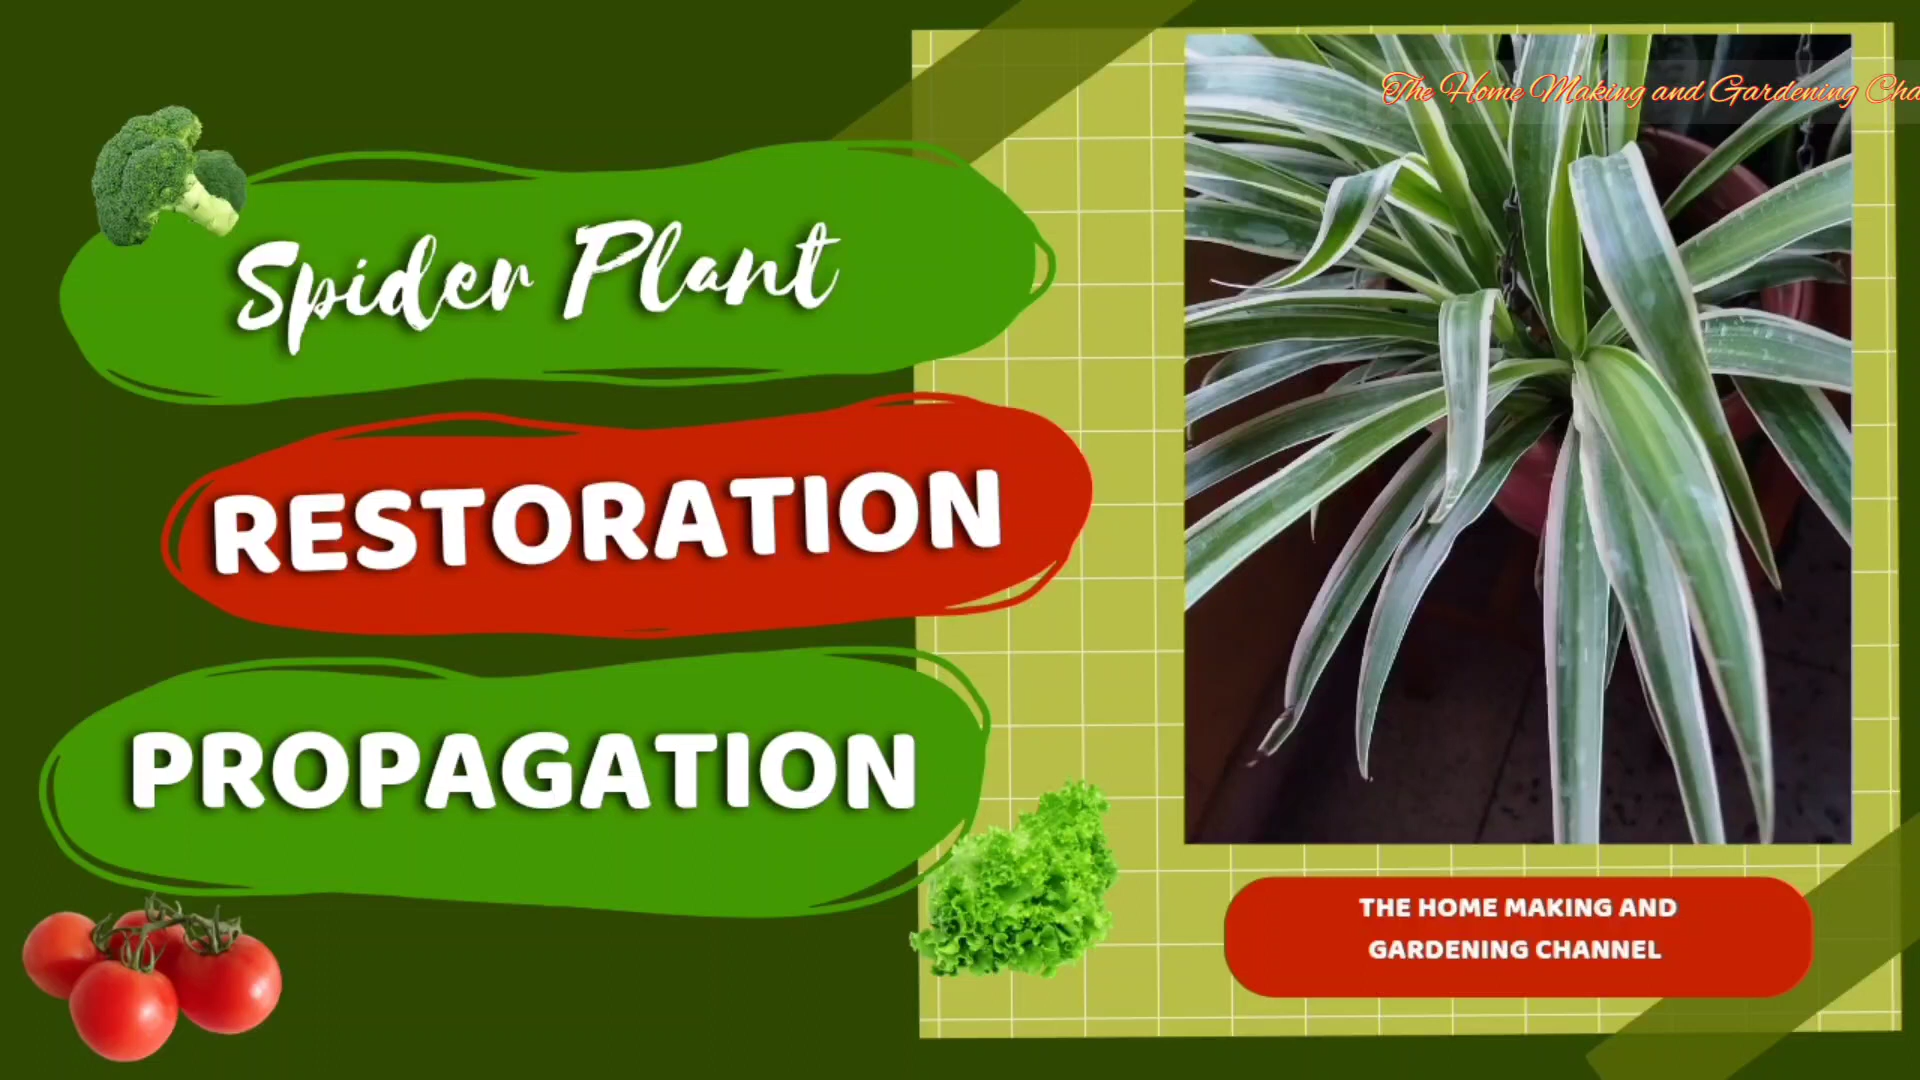 The Home Making and Gardening
Spider Plant
RESTORATION
PROPAGATION
THE HOME MAKING AND
GARDENING CHANNEL